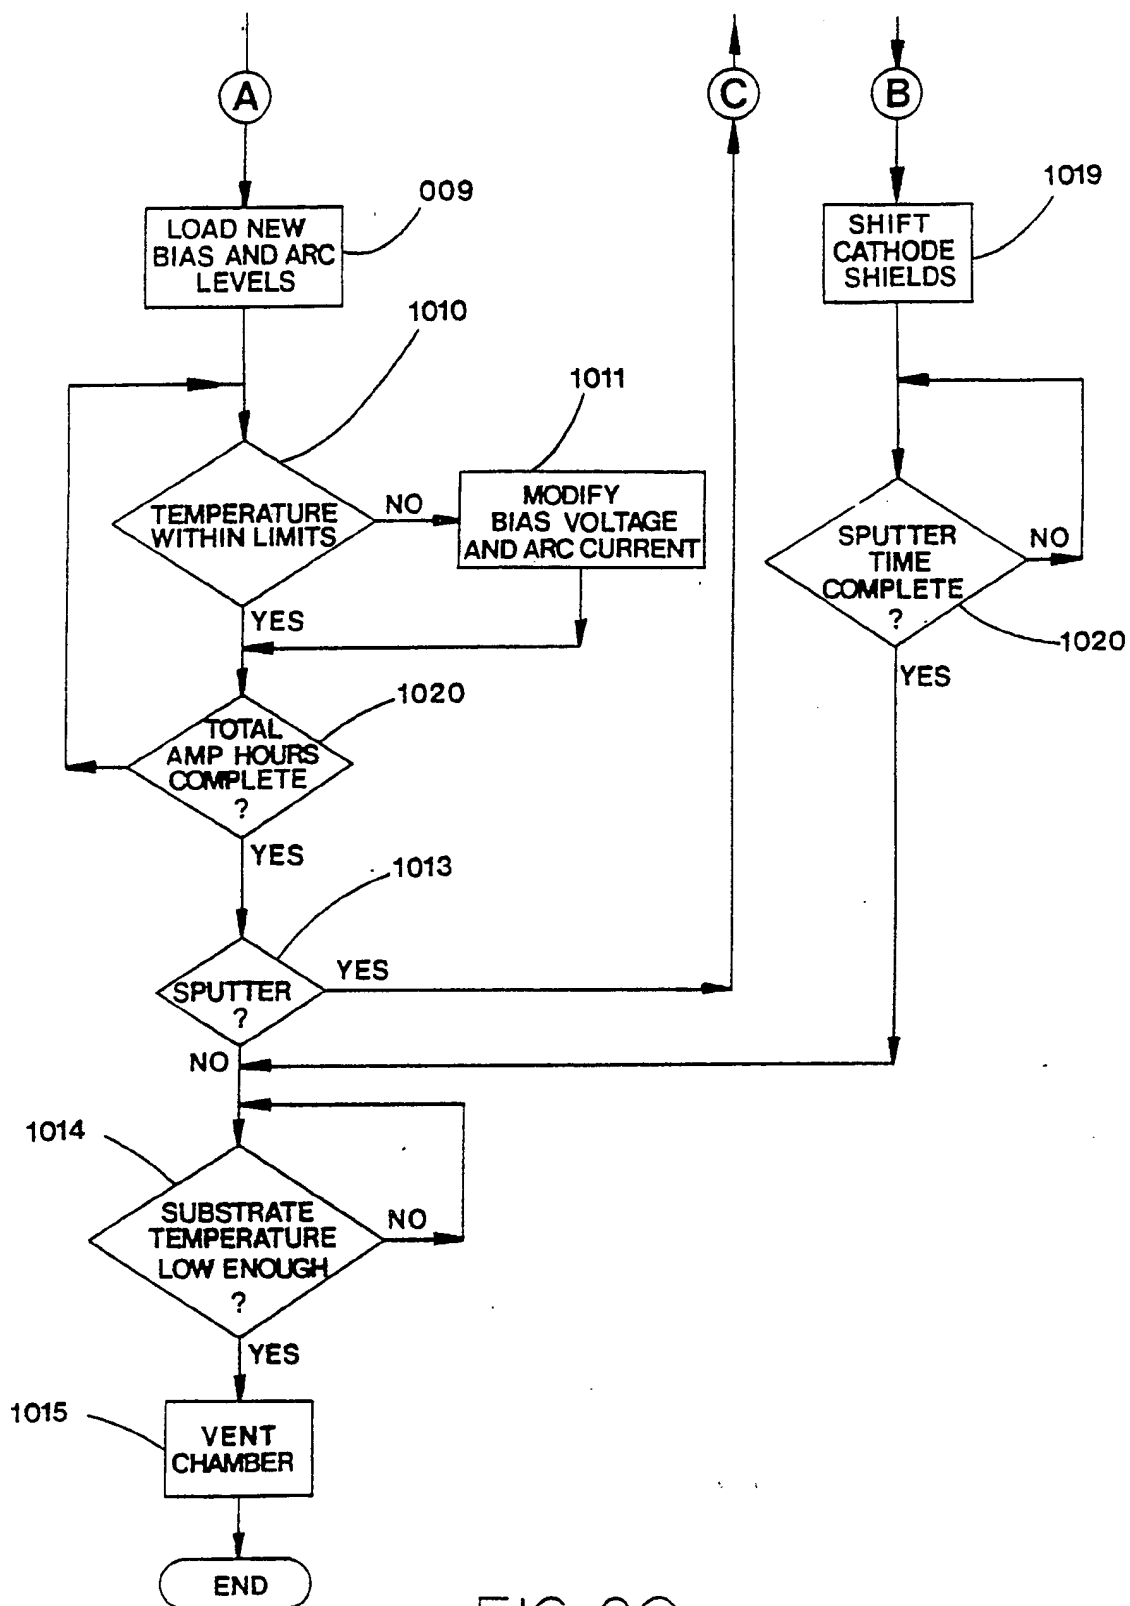 A
C
B
009
LOAD NEW
BIAS AND ARC
LEVELS
1019
SHIFT
CATHODE
SHIELDS
1010
1011
TEMPERATURE
WITHIN LIMITS
NO
MODIFY
BIAS VOLTAGE
AND ARC CURRENT
YES
SPUTTER
TIME
COMPLETE
?
NO
1020
YES
1020
TOTAL
AMP HOURS
COMPLETE
?
YES
1013
SPUTTER
?
YES
NO
1014
SUBSTRATE
TEMPERATURE
LOW ENOUGH
?
NO
YES
1015
VENT
CHAMBER
END